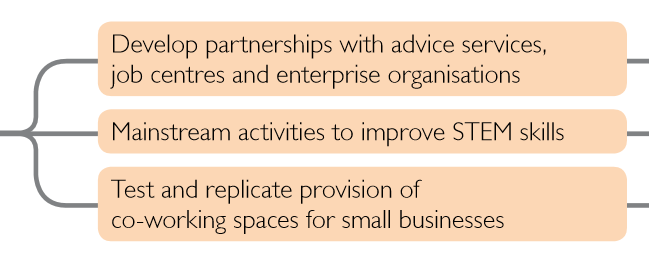 Develop partnerships with advice services,
job centres and enterprise organisations
Mainstream activities to improve STEM skills
Test and replicate provision of
co-working spaces for small businesses